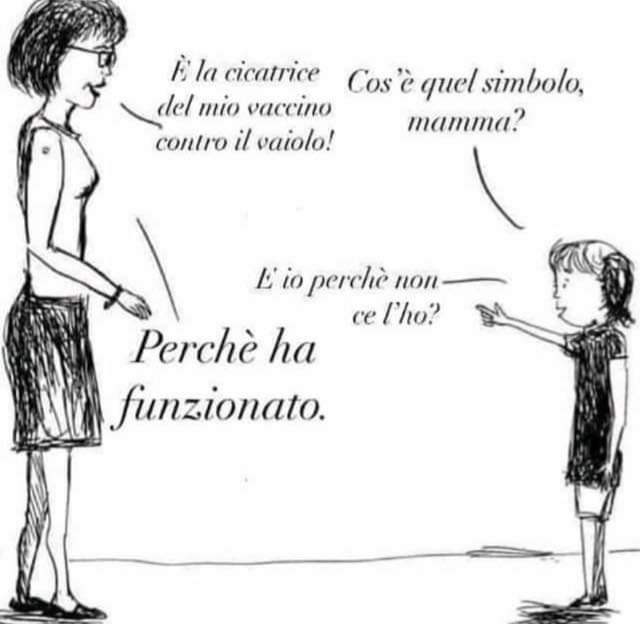 È la cicatrice
del mio vaccino
contro il vaiolo!
Cos"è quel simbolo,
mamma?
E io perchè non
ce l'ho?
Perchè ha
funzionato.